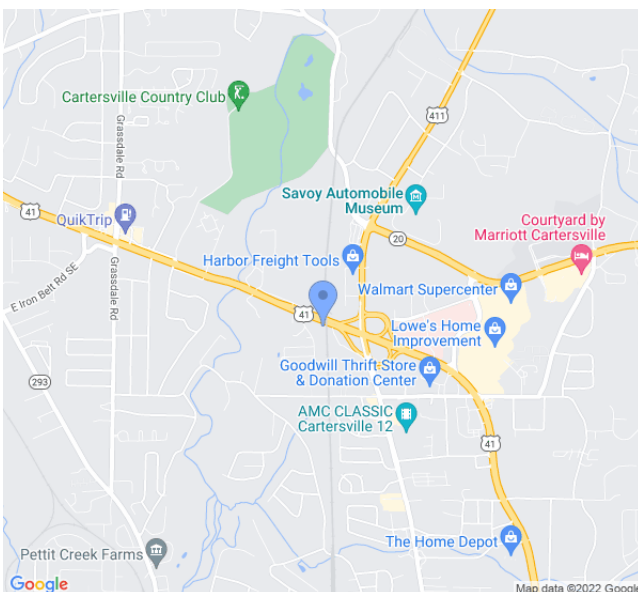 Cartersville Country Club
Grassdale Rd
411
Savoy Automobile
Museum
41
QuikTrip
20
Courtyard by
Marriott Cartersville
Harbor Freight Tools
Walmart Supercenter
E Iron Belt Rd SE
Grassdale Rd
41
Lowe's Home
Improvement
Goodwill Thrift Store
& Donation Center
293
AMC CLASSIC
Cartersville 12
41
The Home Depot
Pettit Creek Farms
Google
Map data ©2022 Google